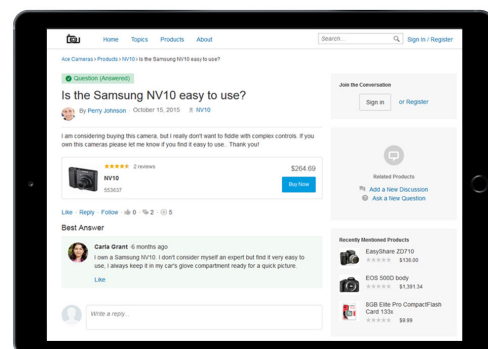 Home Topics Products About Search... Sign in / Register
Ace Cameras › Products › NV10 › Is the Samsung NV10 easy to use?
Question (Answered)
Is the Samsung NV10 easy to use?
By Perry Johnson · October 15, 2015 NV10
I am considering buying this camera, but I really don't want to fiddle with complex controls. If you
own this cameras please let me know if you find it easy to use.. Thank you!
2 reviews
NV10
553637
$264.69
Buy Now
Like · Reply · Follow · 0 · 2 · 5
Best Answer
Carla Grant · 6 months ago
I own a Samsung NV10. I don't consider myself an expert but find it very easy to
use, I always keep it in my car's glove compartment ready for a quick picture.
Like
Write a reply...
Join the Conversation
Sign in or Register
Related Products
Add a New Discussion
Ask a New Question
Recently Mentioned Products
EasyShare ZD710
$136.00
EOS 500D body
$1,381.34
8GB Elite Pro CompactFlash
Card 133x
$9.99